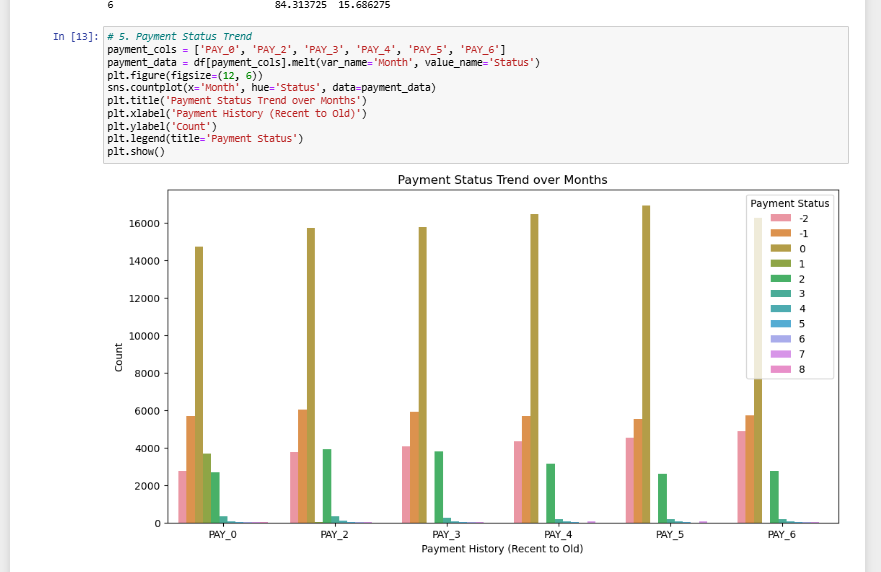 6 84.313725 15.686275
In [13]: # 5. Payment Status Trend
payment_cols = ['PAY_0', 'PAY_2', 'PAY_3', 'PAY_4', 'PAY_5', 'PAY_6']
payment_data = df[payment_cols].melt(var_name='Month', value_name='Status')
plt.figure(figsize=(12, 6))
sns.countplot(x='Month', hue='Status', data=payment_data)
plt.title('Payment Status Trend over Months')
plt.xlabel('Payment History (Recent to Old)')
plt.ylabel('Count')
plt.legend(title='Payment Status')
plt.show()
Payment Status Trend over Months
Payment Status
-2
-1
0
1
2
3
4
5
6
7
8
Count
16000
14000
12000
10000
8000
6000
4000
2000
0
PAY_0 PAY_2 PAY_3 PAY_4 PAY_5 PAY_6
Payment History (Recent to Old)